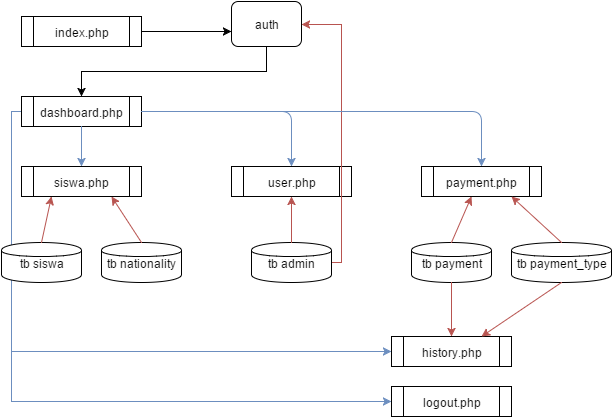 index.php
auth
dashboard.php
siswa.php
user.php
payment.php
tb siswa
tb nationality
tb admin
tb payment
tb payment_type
history.php
logout.php